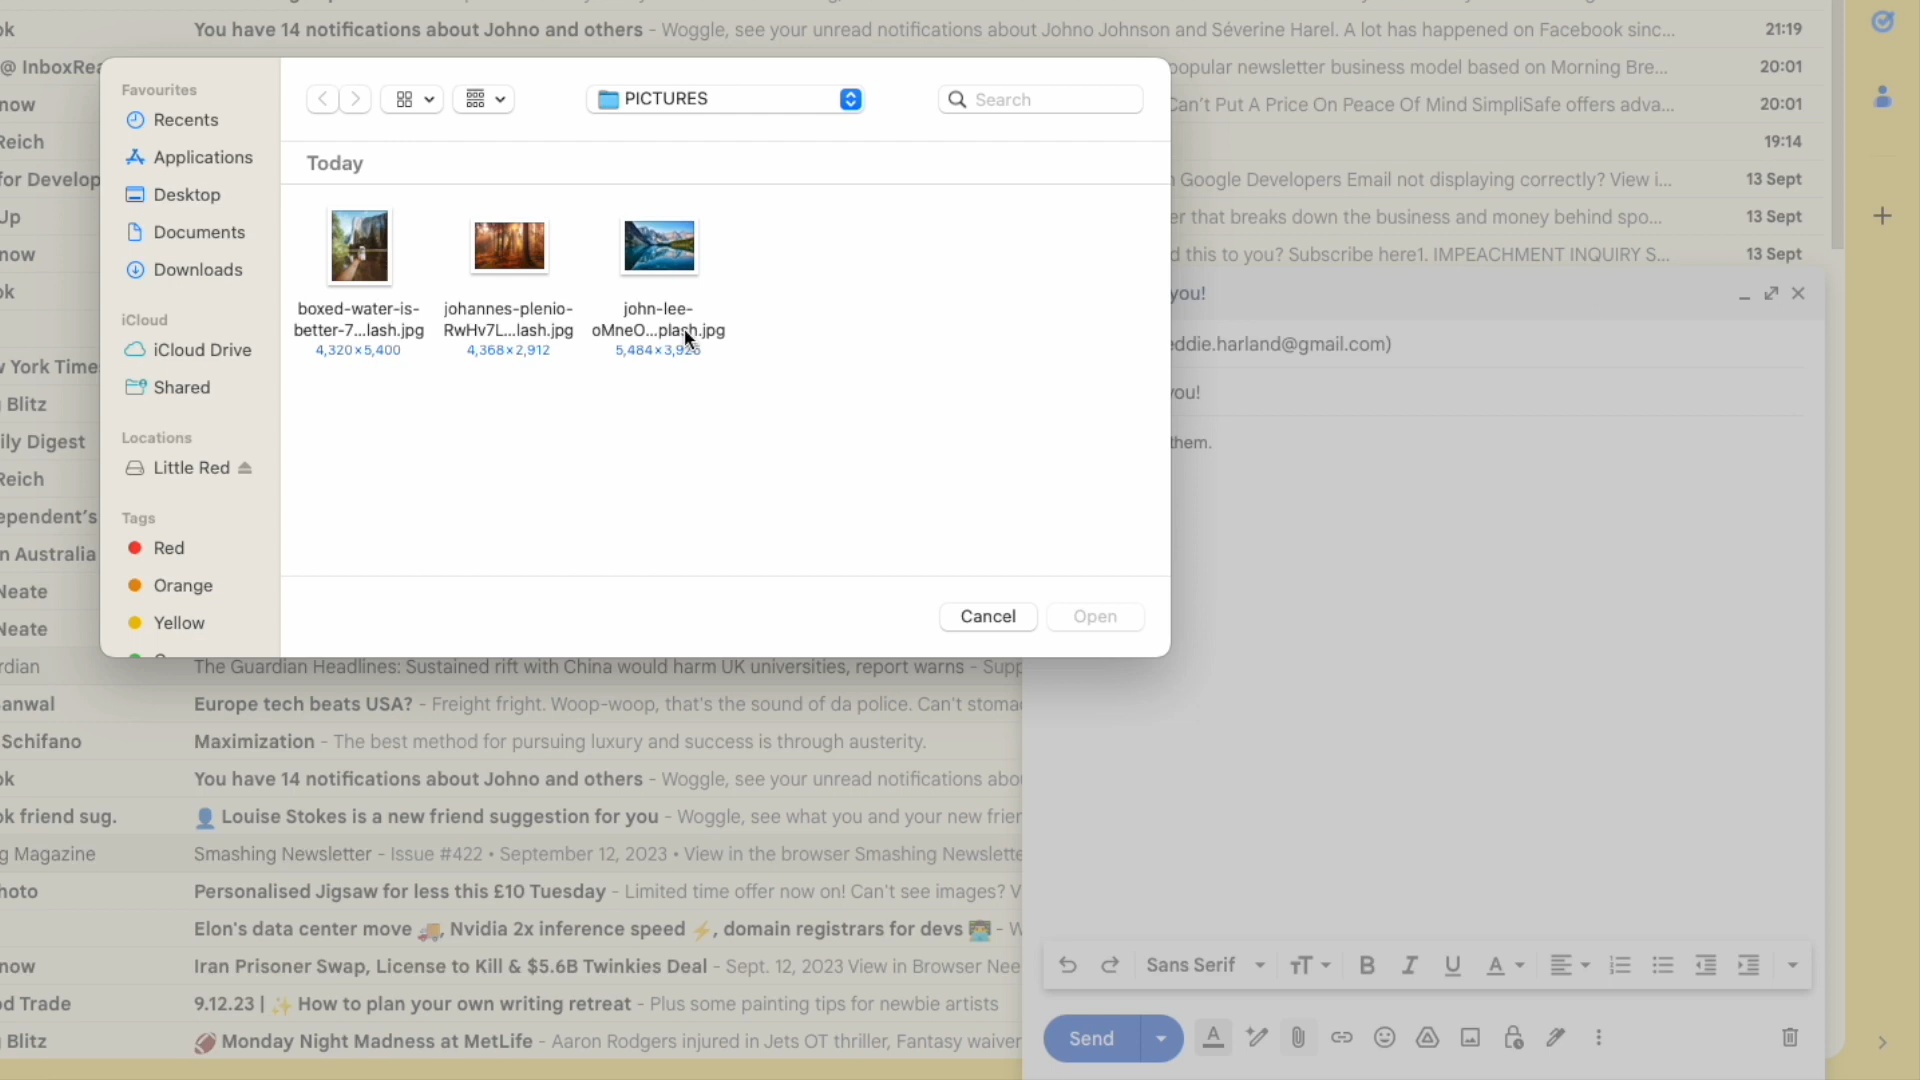 ok
You have 14 notifications about Johno and others - Woggle, see your unread notifications about Johno Johnson and Séverine Harel. A lot has happened on Facebook sinc... 21:19
@ InboxRea
popular newsletter business model based on Morning Bre... 20:01
now
Can't Put A Price On Peace Of Mind SimpliSafe offers adva... 20:01
Reich
19:14
for Develop
Google Developers Email not displaying correctly? View i... 13 Sept
Up
er that breaks down the business and money behind spo... 13 Sept
now
d this to you? Subscribe here1. IMPEACHMENT INQUIRY S... 13 Sept
ok
York Time
Blitz
ily Digest
Reich
ependent's
n Australia
Neate
Neate
Favourites
Recents
Applications
Desktop
Documents
Downloads
iCloud
iCloud Drive
Shared
Locations
Little Red
Tags
Red
Orange
Yellow
PICTURES
Search
Today
boxed-water-is-
better-7...lash.jpg
4,320×5,400
johannes-plenio-
RwHv7L...lash.jpg
4,368×2,912
john-lee-
oMneO...plash.jpg
Cancel
Open
you!
eddie.harland@gmail.com)
you!
them.
rdian The Guardian Headlines: Sustained rift with China would harm UK universities, report warns - Supp
anwal Europe tech beats USA? - Freight fright. Woop-woop, that's the sound of da police. Can't stoma
Schifano Maximization - The best method for pursuing luxury and success is through austerity.
ok You have 14 notifications about Johno and others - Woggle, see your unread notifications abo
ok friend sug. Louise Stokes is a new friend suggestion for you - Woggle, see what you and your new frier
g Magazine Smashing Newsletter - Issue #422 • September 12, 2023 • View in the browser Smashing Newslette
hoto Personalised Jigsaw for less this £10 Tuesday - Limited time offer now on! Can't see images? V
Elon's data center move 🚚, Nvidia 2x inference speed ⚡, domain registrars for devs 👨‍💻 - W
now Iran Prisoner Swap, License to Kill & $5.6B Twinkies Deal - Sept. 12, 2023 View in Browser Nee
od Trade 9.12.23 | ✨ How to plan your own writing retreat - Plus some painting tips for newbie artists
Blitz 🏈 Monday Night Madness at MetLife - Aaron Rodgers injured in Jets OT thriller, Fantasy waiver
Sans Serif
Send